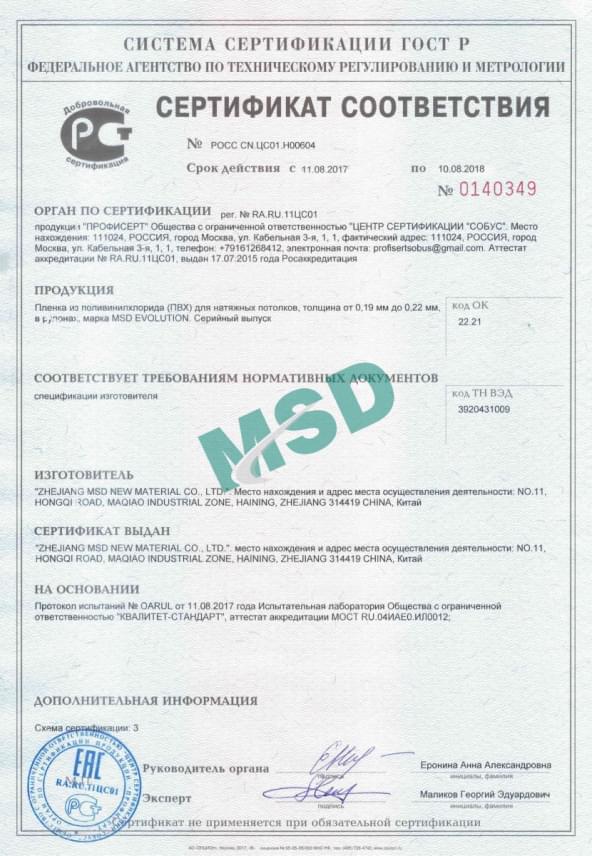 СИСТЕМА СЕРТИФИКАЦИИ ГОСТ Р
ФЕДЕРАЛЬНОЕ АГЕНТСТВО ПО ТЕХНИЧЕСКОМУ РЕГУЛИРОВАНИЮ И МЕТРОЛОГИИ
Добровольная
РСТ
сертификация
СЕРТИФИКАТ СООТВЕТСТВИЯ
№ РОСС CN.ЦС01.Н00604
Срок действия с 11.08.2017 по 10.08.2018
№ 0140349
ОРГАН ПО СЕРТИФИКАЦИИ рег. № RA.RU.11ЦС01
продукции "ПРОФИСЕРТ" Общества с ограниченной ответственностью "ЦЕНТР СЕРТИФИКАЦИИ "СОБУС". Место
нахождения: 111024, РОССИЯ, город Москва, ул. Кабельная 3-я, 1, 1, фактический адрес: 111024, РОССИЯ, город
Москва, ул. Кабельная 3-я, 1, 1, телефон: +79161268412, электронная почта: profisertsobus@gmail.com. Аттестат
аккредитации № RA.RU.11ЦС01, выдан 17.07.2015 года Росаккредитация
ПРОДУКЦИЯ
Пленка из поливинилхлорида (ПВХ) для натяжных потолков, толщина от 0,19 мм до 0,22 мм,
в рулонах, марка MSD EVOLUTION. Серийный выпуск
код ОК
22.21
СООТВЕТСТВУЕТ ТРЕБОВАНИЯМ НОРМАТИВНЫХ ДОКУМЕНТОВ
спецификации изготовителя
код ТН ВЭД
3920431009
MSD
ИЗГОТОВИТЕЛЬ
"ZHEJIANG MSD NEW MATERIAL CO., LTD.". Место нахождения и адрес места осуществления деятельности: NO.11,
HONGQI ROAD, MAQIAO INDUSTRIAL ZONE, HAINING, ZHEJIANG 314419 CHINA, Китай
СЕРТИФИКАТ ВЫДАН
"ZHEJIANG MSD NEW MATERIAL CO., LTD.". место нахождения и адрес места осуществления деятельности: NO.11,
HONGQI ROAD, MAQIAO INDUSTRIAL ZONE, HAINING, ZHEJIANG 314419 CHINA, Китай
НА ОСНОВАНИИ
Протокол испытаний № OARUL от 11.08.2017 года Испытательная лаборатория Общества с ограниченной
ответственностью "КВАЛИТЕТ-СТАНДАРТ", аттестат аккредитации МОСТ RU.04ИАЕ0.ИЛ0012;
ДОПОЛНИТЕЛЬНАЯ ИНФОРМАЦИЯ
Схема сертификации: 3
ЕАС
RA.RU.11ЦС01
РСТ
Руководитель органа
подпись
Еронина Анна Александровна
инициалы, фамилия
Эксперт
подпись
Маликов Георгий Эдуардович
инициалы, фамилия
Сертификат не применяется при обязательной сертификации